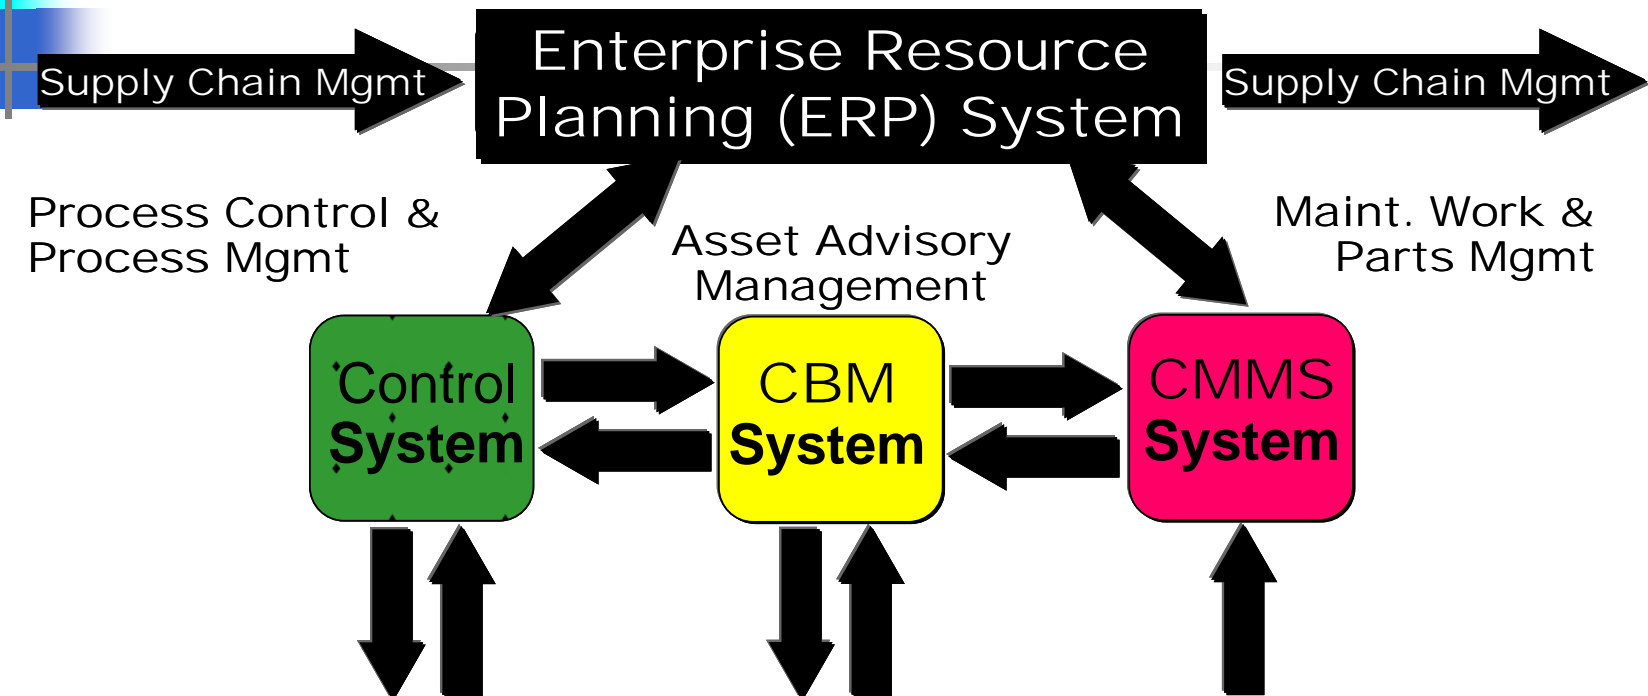 Enterprise Resource
Planning (ERP) System
Supply Chain Mgmt
Supply Chain Mgmt
Process Control &
Process Mgmt
Asset Advisory
Management
Maint. Work &
Parts Mgmt
Control
System
CBM
System
CMMS
System